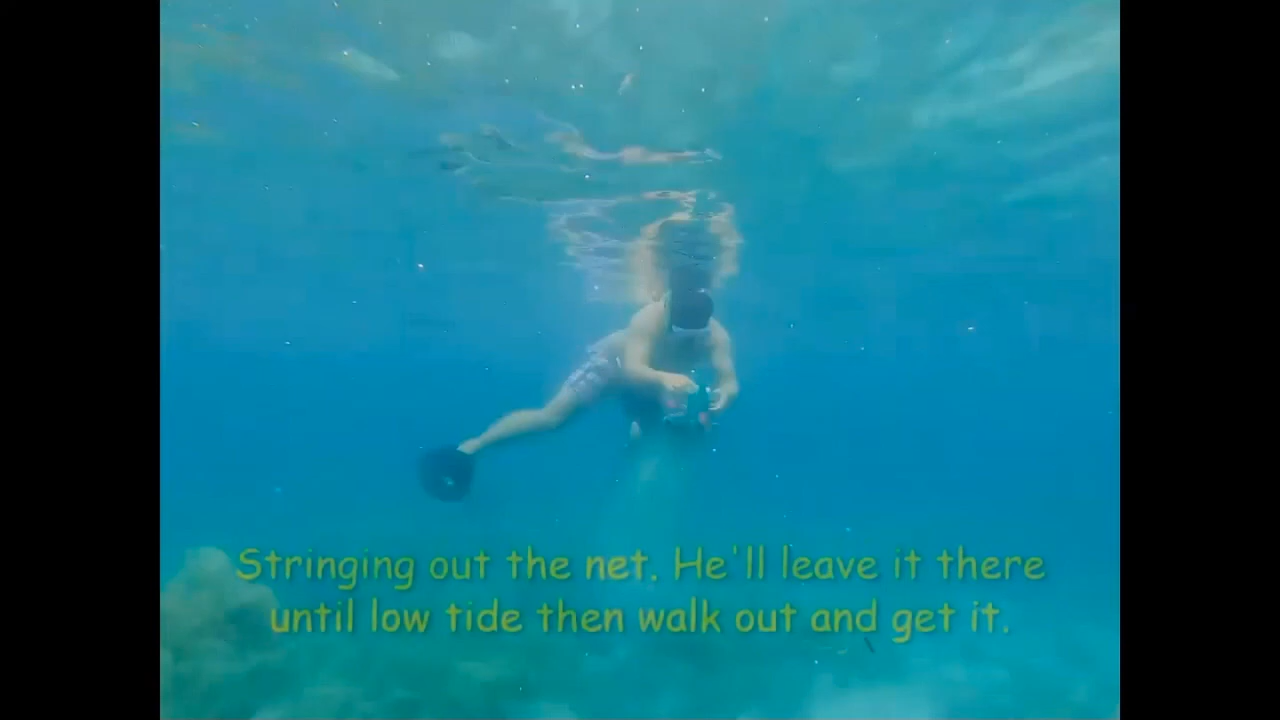 Stringing out the net. He'll leave it there
until low tide then walk out and get it.